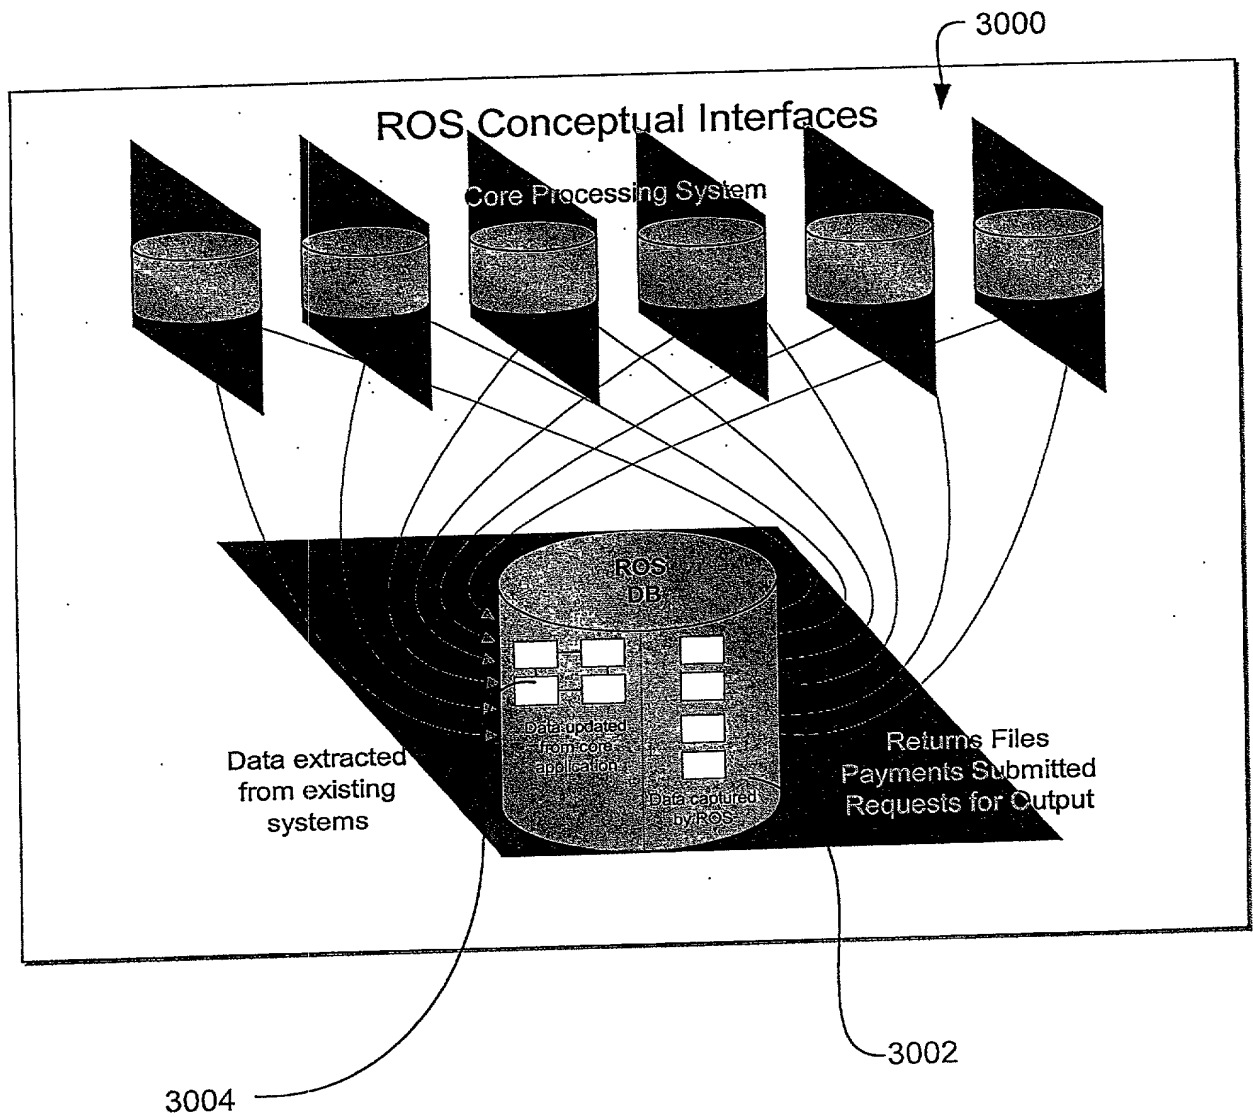 3000
ROS Conceptual Interfaces
Core Processing System
ROS
DB
Data updated
from core
application
Data captured
by ROS
Data extracted
from existing
systems
Returns Files
Payments Submitted
Requests for Output
3002
3004